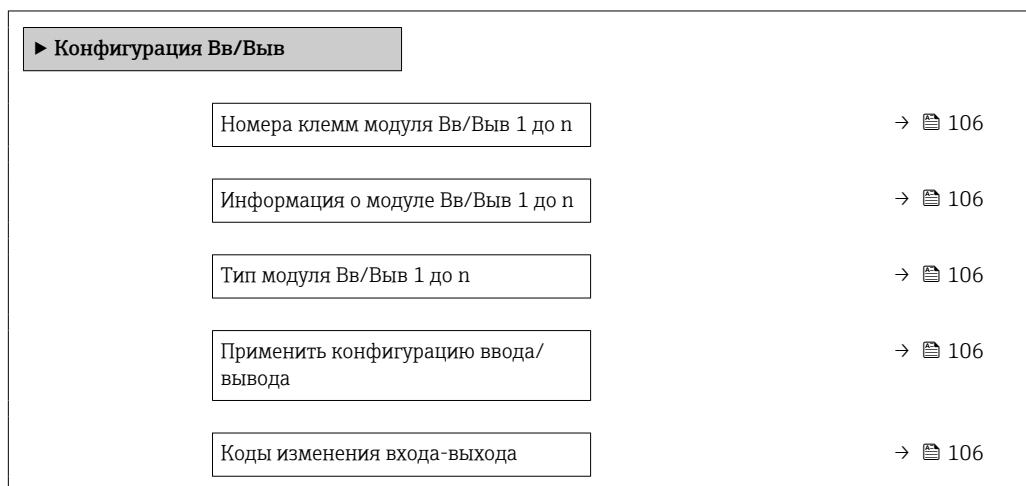 ► Конфигурация Вв/Выв
Номера клемм модуля Вв/Выв 1 до n → 106
Информация о модуле Вв/Выв 1 до n → 106
Тип модуля Вв/Выв 1 до n → 106
Применить конфигурацию ввода/ → 106
вывода
Коды изменения входа-выхода → 106